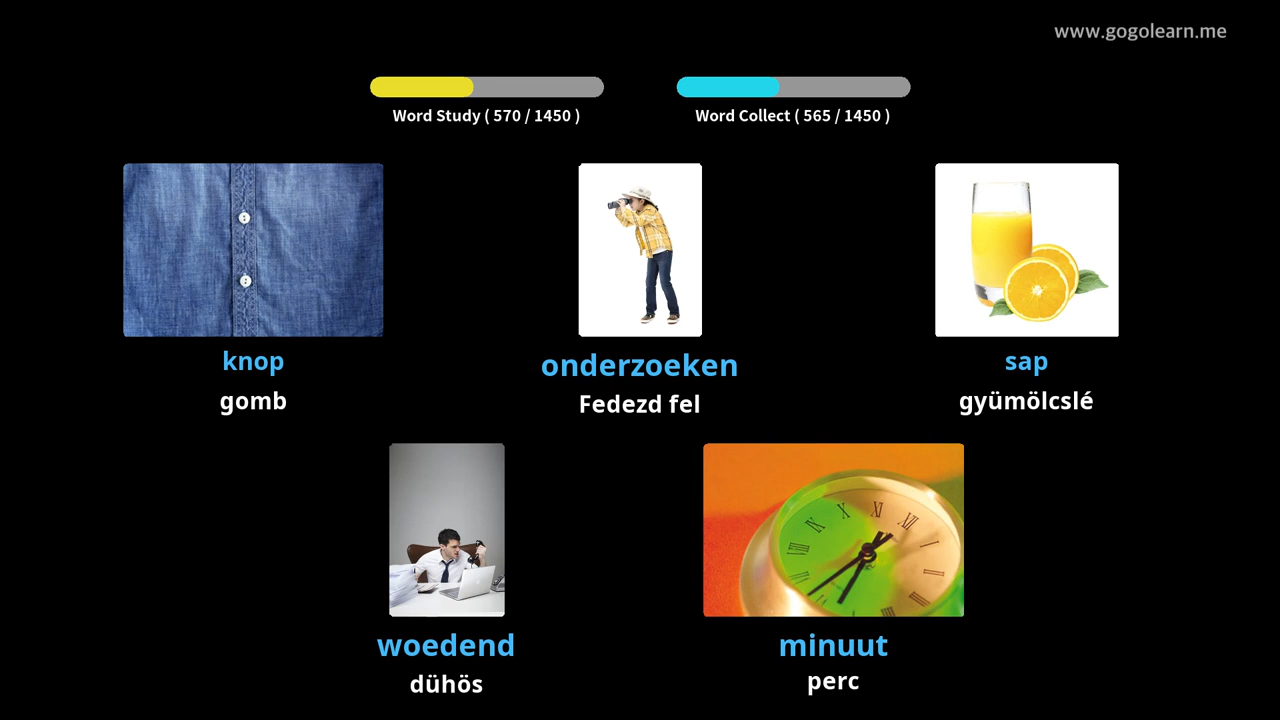 www.gogolearn.me
Word Study ( 570 / 1450 )
Word Collect ( 565 / 1450 )
knop
gomb
onderzoeken
Fedezd fel
sap
gyümölcslé
woedend
dühös
minuut
perc